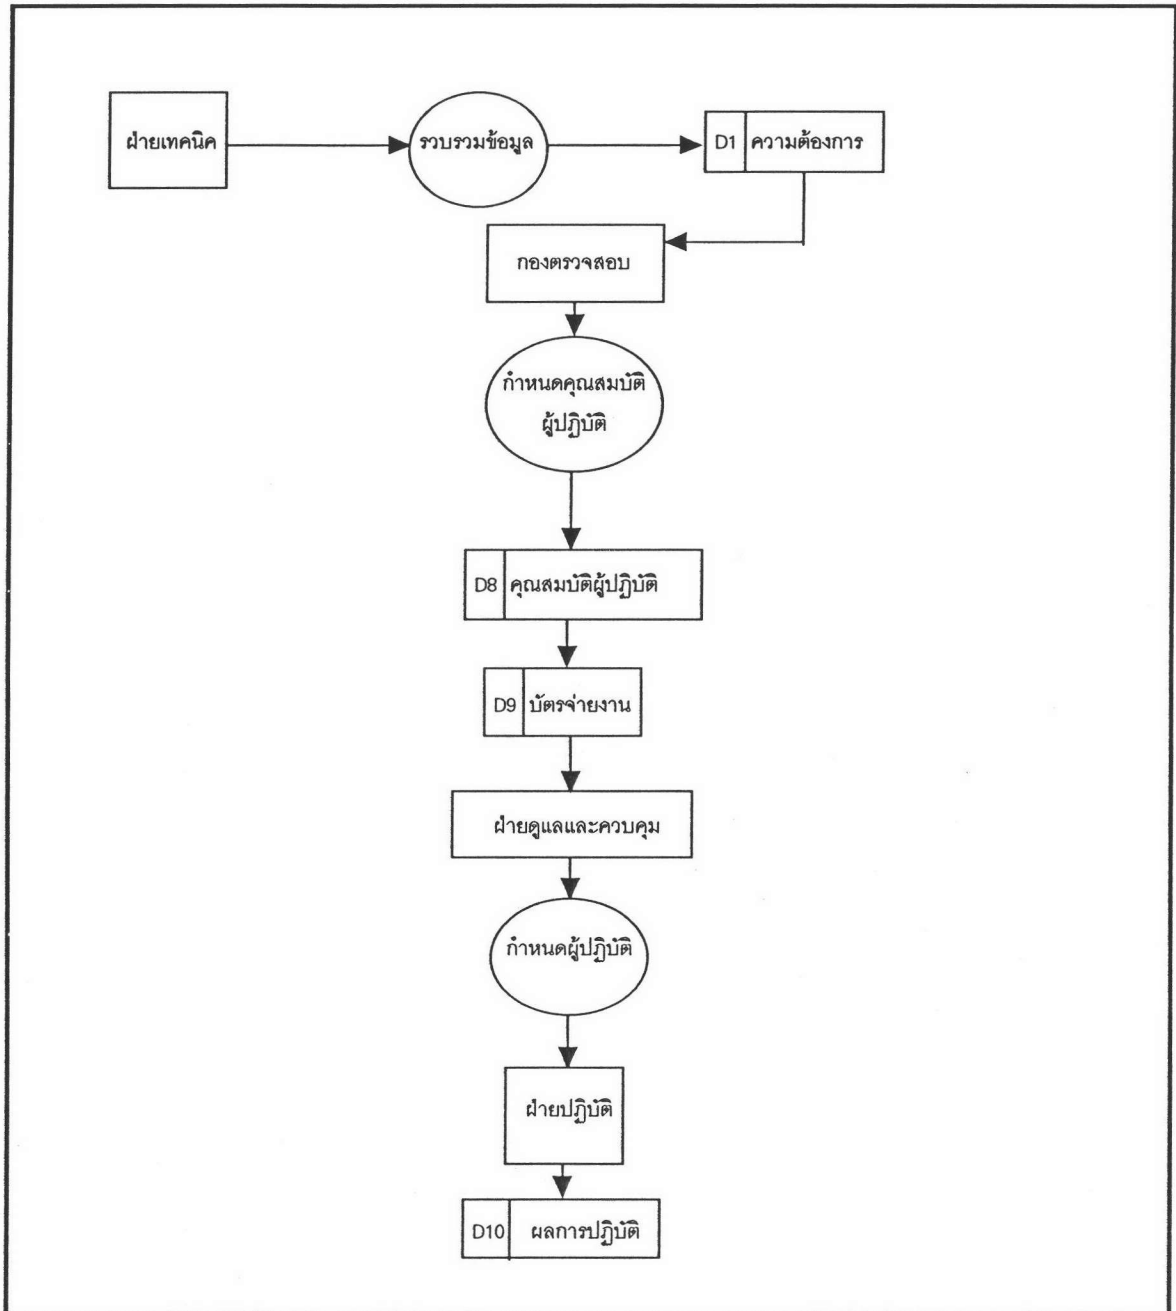 ฝ่ายเทคนิค
รวบรวมข้อมูล
D1 ความต้องการ
กองตรวจสอบ
กำหนดคุณสมบัติ
ผู้ปฏิบัติ
D8 คุณสมบัติผู้ปฏิบัติ
D9 บัตรจ่ายงาน
ฝ่ายดูแลและควบคุม
กำหนดผู้ปฏิบัติ
ฝ่ายปฏิบัติ
D10 ผลการปฏิบัติ